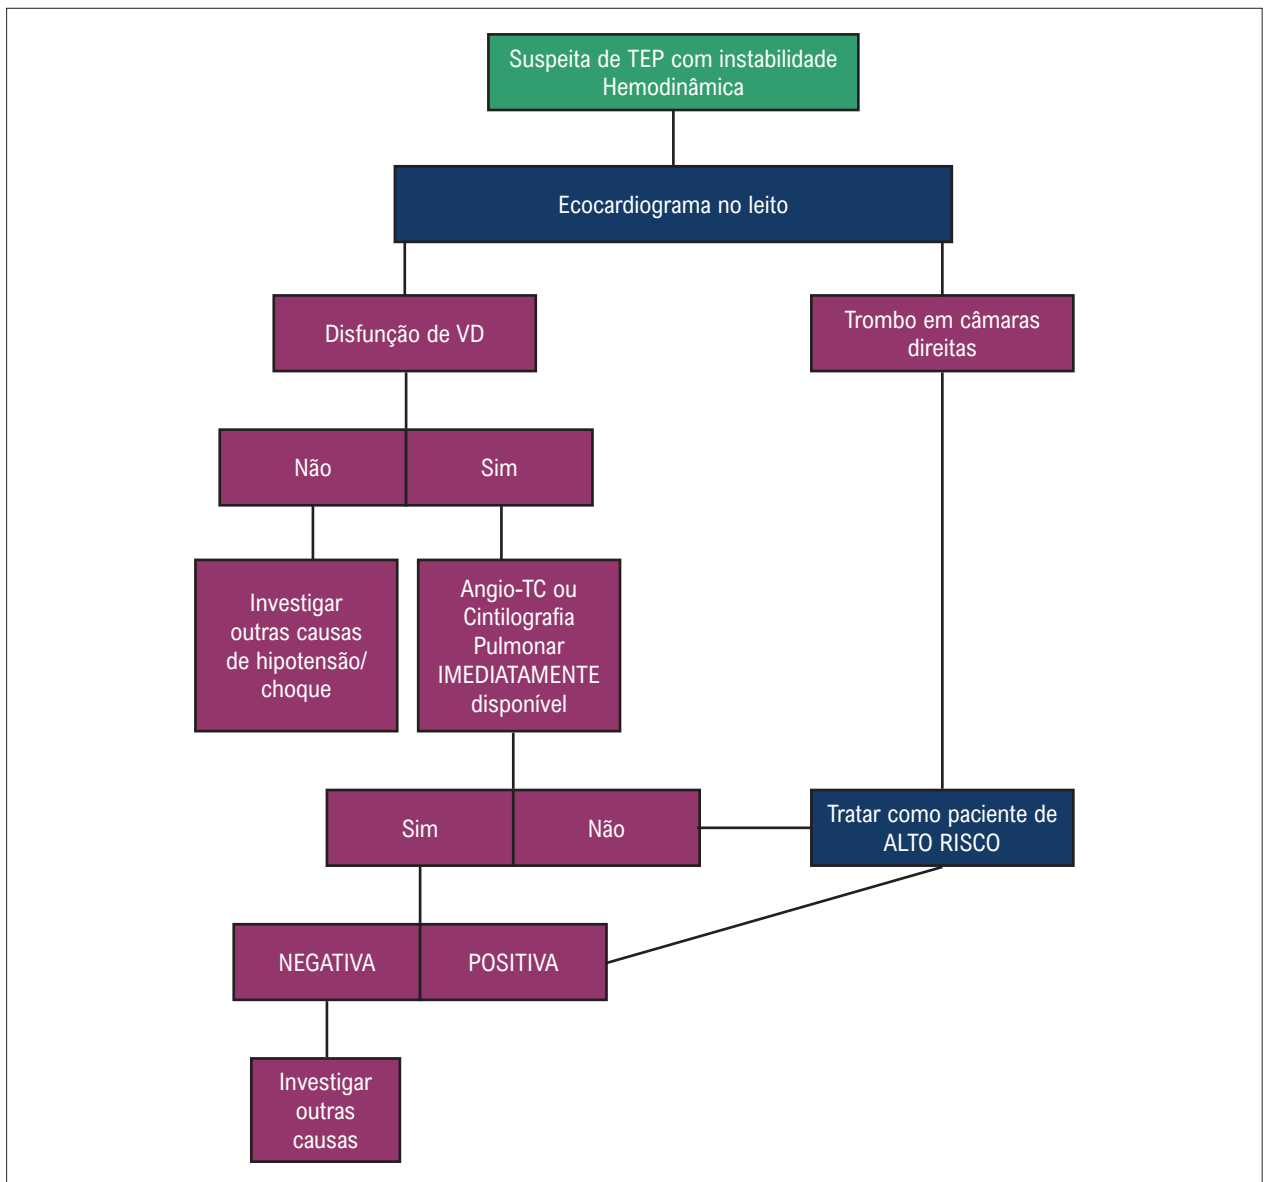 Suspeita de TEP com instabilidade
Hemodinâmica
Ecocardiograma no leito
Disfunção de VD
Trombo em câmaras
direitas
Não
Sim
Investigar
outras causas
de hipotensão/
choque
Angio-TC ou
Cintilografia
Pulmonar
IMEDIATAMENTE
disponível
Sim
Não
Tratar como paciente de
ALTO RISCO
NEGATIVA
POSITIVA
Investigar
outras
causas